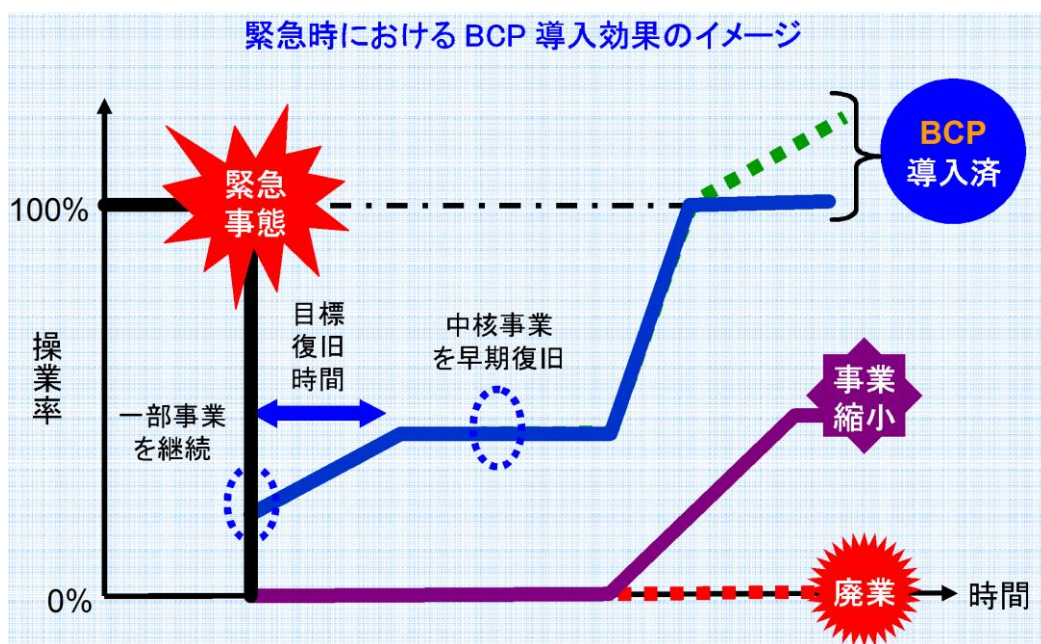 緊急時における BCP 導入効果のイメージ
BCP
導入済
緊急
事態
100%
目標
復旧
時間
中核事業
を早期復旧
操業率
一部事業
を継続
事業
縮小
0%
廃業
時間